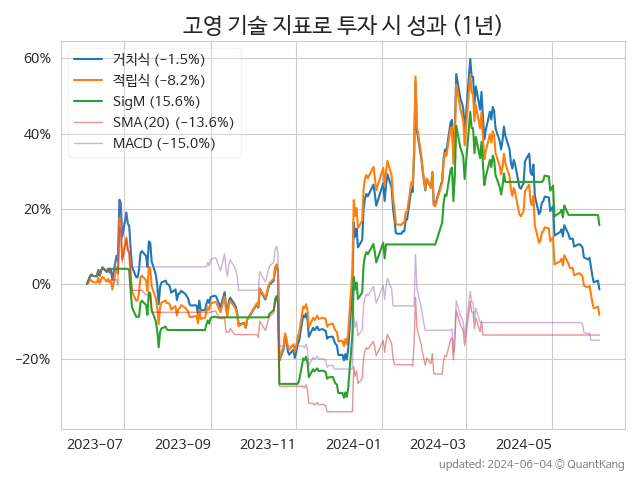 고영 기술 지표로 투자 시 성과 (1년)
60%
40%
20%
0%
−20%
거치식 (−1.5%)
적립식 (−8.2%)
SigM (15.6%)
SMA(20) (−13.6%)
MACD (−15.0%)
2023-07 2023-09 2023-11 2024-01 2024-03 2024-05
updated: 2024-06-04 © QuantKang